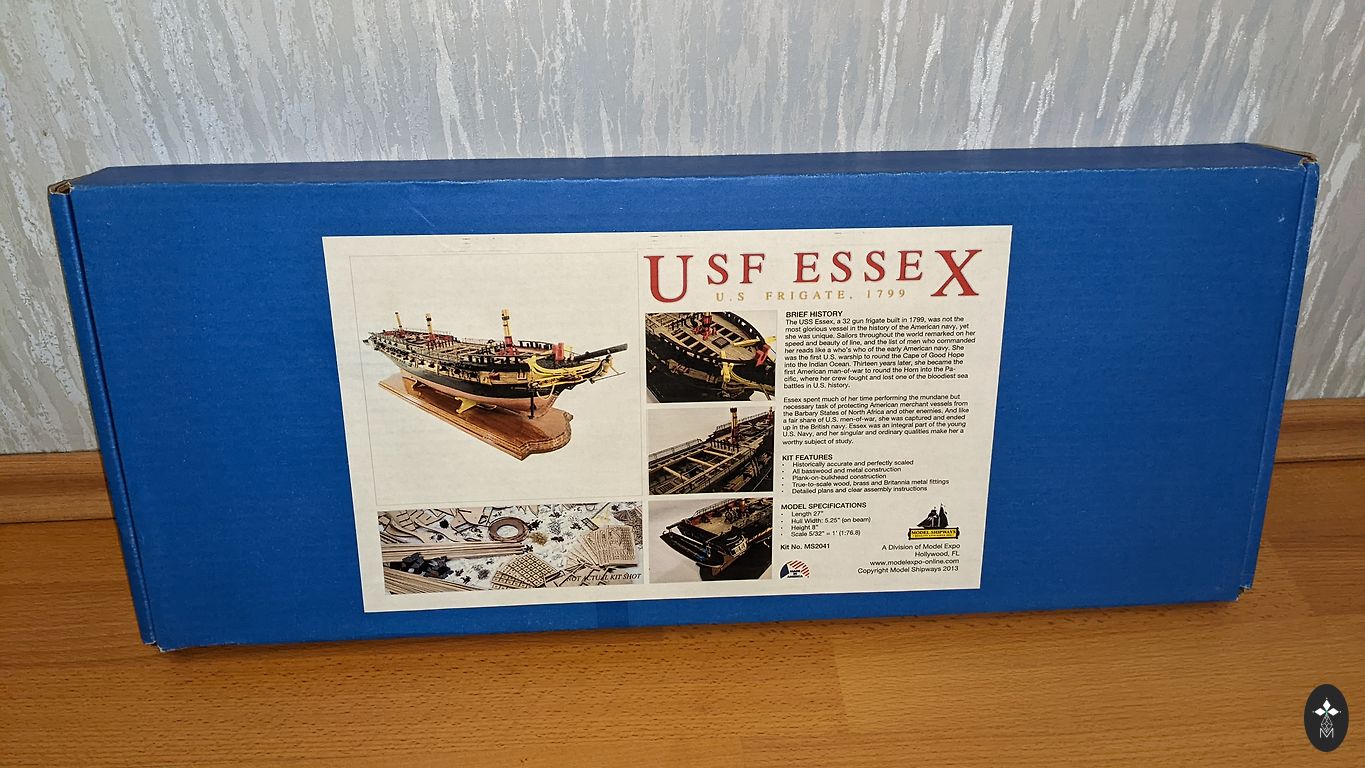 USF ESSEX
U.S FRIGATE, 1799
BRIEF HISTORY
The USS Essex, a 32 gun frigate built in 1799, was not the
most glorious vessel in the history of the American navy, yet
she was unique. Sailors throughout the world remarked on her
speed and beauty of line, and the list of men who commanded
her reads like a who's who of the early American navy. She
was the first U.S. warship to round the Cape of Good Hope
into the Indian Ocean. Thirteen years later, she became the
first American man-of-war to round the Horn into the Pa-
cific, where her crew fought and lost one of the bloodiest sea
battles in U.S. history.
Essex spent much of her time performing the mundane but
necessary task of protecting American merchant vessels from
the Barbary States of North Africa and other enemies. And like
a fair share of U.S. men-of-war, she was captured and ended
up in the British navy. Essex was an integral part of the young
U.S. Navy, and her singular and ordinary qualities make her a
worthy subject of study.
KIT FEATURES
· Historically accurate and perfectly scaled
· All basswood and metal construction
· Plank-on-bulkhead construction
· True-to-scale wood, brass and Britannia metal fittings
· Detailed plans and clear assembly instructions
MODEL SPECIFICATIONS
· Length 27"
· Hull Width: 5.25" (on beam)
· Height 8"
· Scale 5/32" = 1' (1:76.8)
Kit No. MS2041
MODEL SHIPWAYS
A Division of Model Expo
Hollywood, FL
www.modelexpo-online.com
Copyright Model Shipways 2013
NOT ACTUAL KIT SHOT
M